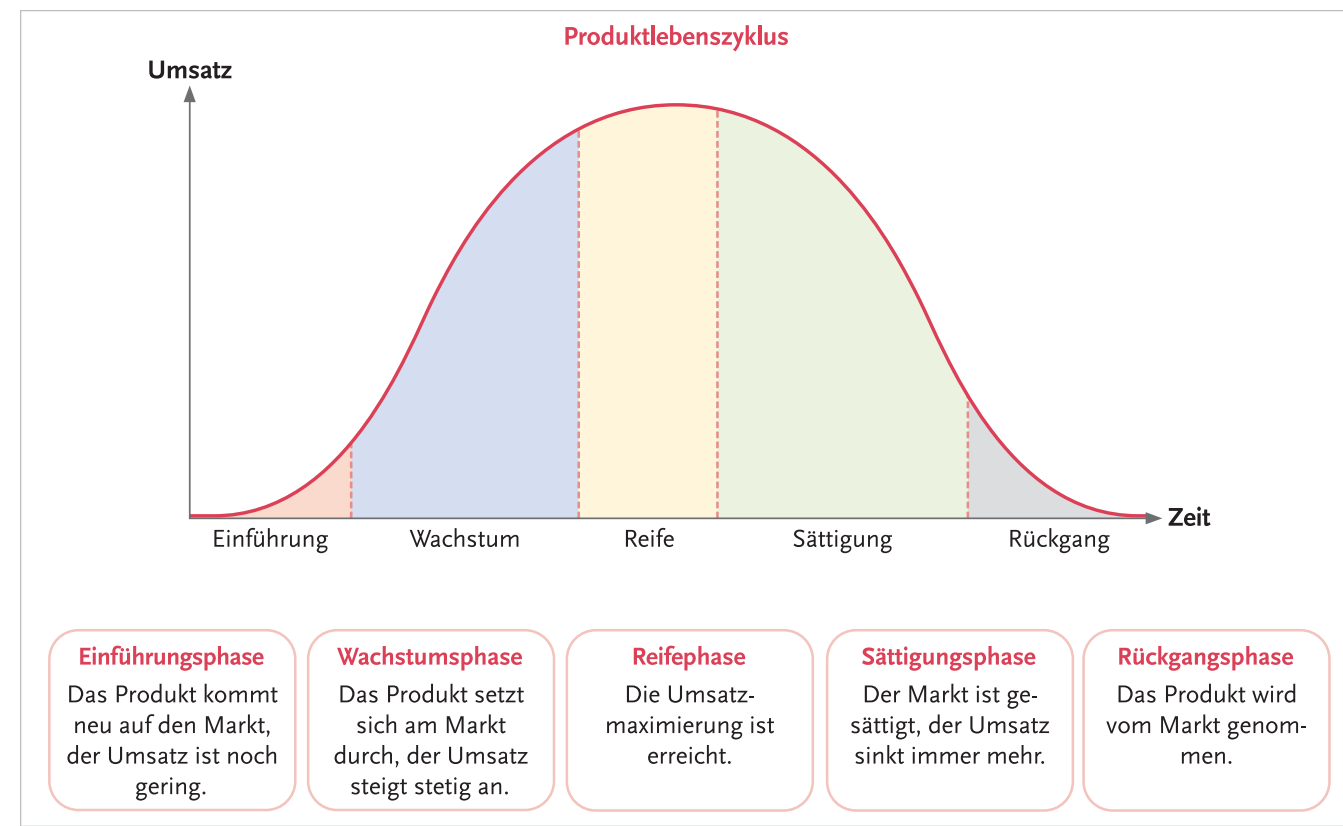 Produktlebenszyklus
Umsatz
Zeit
Einführung
Wachstum
Reife
Sättigung
Rückgang
Einführungsphase
Das Produkt kommt
neu auf den Markt,
der Umsatz ist noch
gering.
Wachstumsphase
Das Produkt setzt
sich am Markt
durch, der Umsatz
steigt stetig an.
Reifephase
Die Umsatz-
maximierung ist
erreicht.
Sättigungsphase
Der Markt ist ge-
sättigt, der Umsatz
sinkt immer mehr.
Rückgangsphase
Das Produkt wird
vom Markt genom-
men.